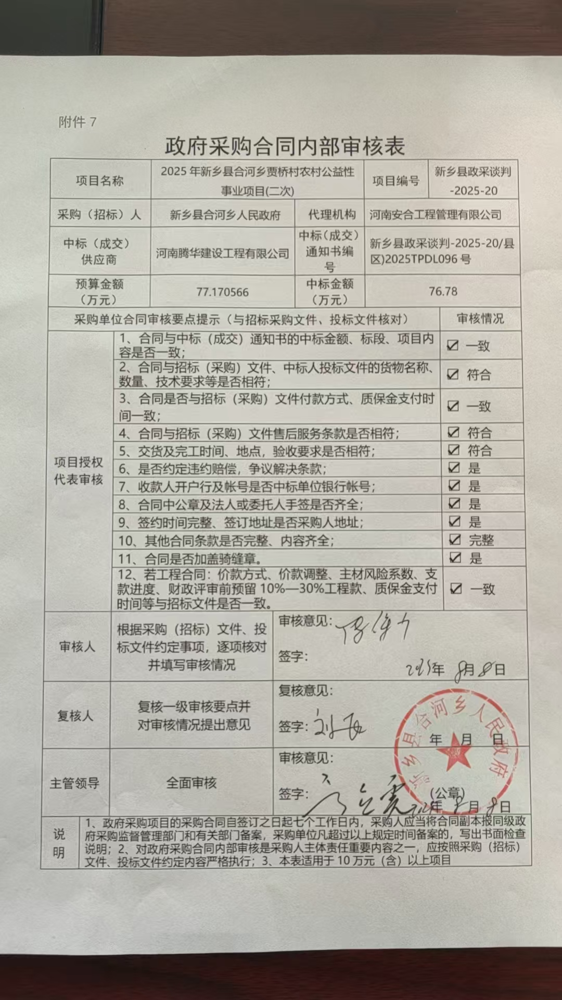 附件 7
政府采购合同内部审核表
项目名称
2025 年新乡县合河乡贾桥村农村公益性
事业项目(二次)
项目编号
新乡县政采谈判
-2025-20
采购（招标）人
新乡县合河乡人民政府
代理机构
河南安合工程管理有限公司
中标（成交）
供应商
河南腾华建设工程有限公司
中标（成交）
通知书编
号
新乡县政采谈判-2025-20/县
区)2025TPDL096 号
预算金额
（万元）
77.170566
中标金额
（万元）
76.78
采购单位合同审核要点提示（与招标采购文件、投标文件核对）
审核情况
项目授权
代表审核
1、合同与中标（成交）通知书的中标金额、标段、项目内
容是否一致；
☑ 一致
2、合同与招标（采购）文件、中标人投标文件的货物名称、
数量、技术要求等是否相符；
☑ 符合
3、合同是否与招标（采购）文件付款方式、质保金支付时
间一致；
☑ 一致
4、合同与招标（采购）文件售后服务条款是否相符；
☑ 符合
5、交货及完工时间、地点，验收要求是否相符；
☑ 符合
6、是否约定违约赔偿，争议解决条款；
☑ 是
7、收款人开户行及帐号是否中标单位银行帐号；
☑ 是
8、合同中公章及法人或委托人手签是否齐全；
☑ 是
9、签约时间完整、签订地址是否采购人地址；
☑ 是
10、其他合同条款是否完整、内容齐全；
☑ 完整
11、合同是否加盖骑缝章。
☑ 是
12、若工程合同：价款方式、价款调整、主材风险系数、支
款进度、财政评审前预留 10%—30%工程款、质保金支付
时间等与招标文件是否一致。
☑ 一致
审核人
根据采购（招标）文件、投
标文件约定事项，逐项核对
并填写审核情况
审核意见：
签字：
2025年 8月 8日
复核人
复核一级审核要点并
对审核情况提出意见
复核意见：
签字：
年 月 日
新乡县合河乡人民政府
主管领导
全面审核
审核意见：
签字：
（公章）
2025年 8月 8日
说
明
1、政府采购项目的采购合同自签订之日起七个工作日内，采购人应当将合同副本报同级政
府采购监督管理部门和有关部门备案，采购单位凡超过以上规定时间备案的，写出书面检查
说明；2、对政府采购合同内部审核是采购人主体责任重要内容之一，应按照采购（招标）
文件、投标文件约定内容严格执行；3、本表适用于 10 万元（含）以上项目